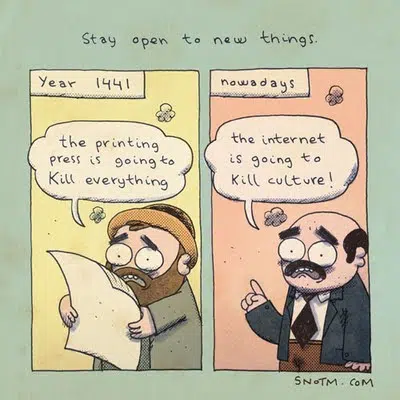 Stay open to new things.
Year 1441
the printing
press is going to
Kill everything
nowadays
the internet
is going to
Kill culture!
SNOTM.COM